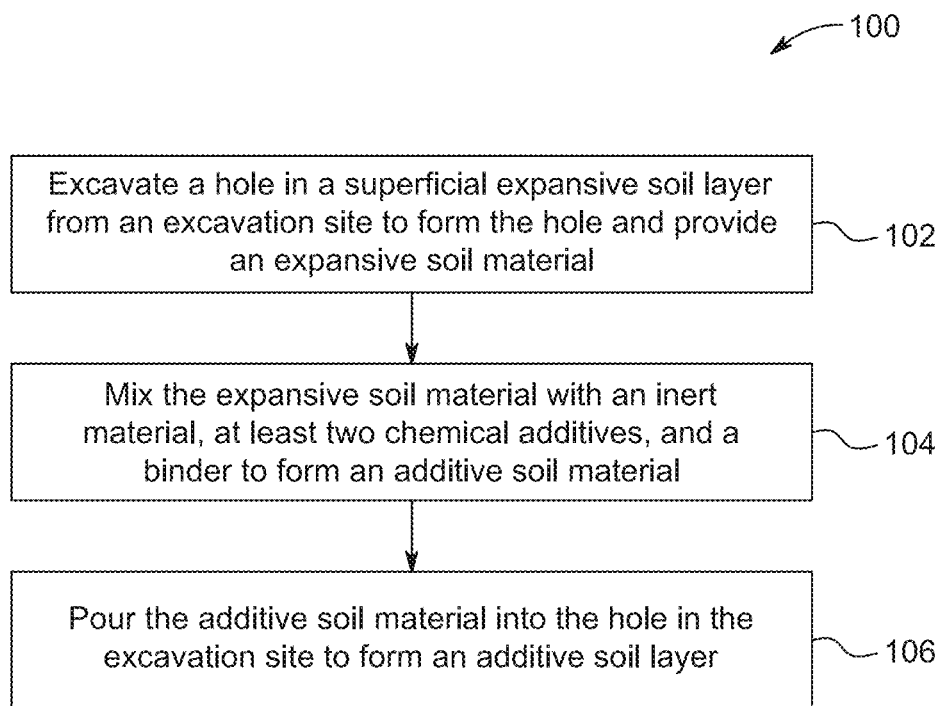 100
Excavate a hole in a superficial expansive soil layer
from an excavation site to form the hole and provide
an expansive soil material
102
Mix the expansive soil material with an inert
material, at least two chemical additives, and a
binder to form an additive soil material
104
Pour the additive soil material into the hole in the
excavation site to form an additive soil layer
106